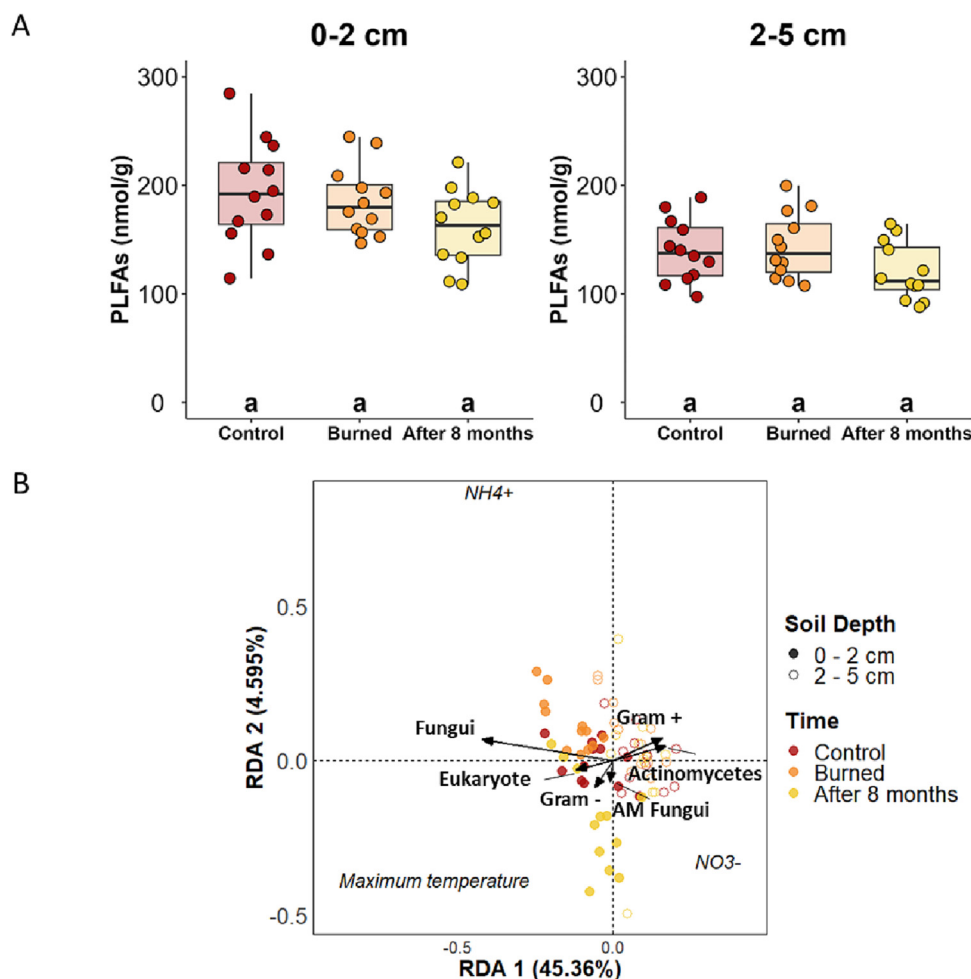 A
0-2 cm
2-5 cm
PLFAs (nmol/g)
300
200
100
0
a a a
Control Burned After 8 months
PLFAs (nmol/g)
300
200
100
0
a a a
Control Burned After 8 months
B
NH4+
RDA 2 (4.595%)
0.5
0.0
-0.5
Fungui
Gram +
Eukaryote
Actinomycetes
Gram -
AM Fungui
Maximum temperature
NO3-
-0.5 0.0
RDA 1 (45.36%)
Soil Depth
0 - 2 cm
2 - 5 cm
Time
Control
Burned
After 8 months